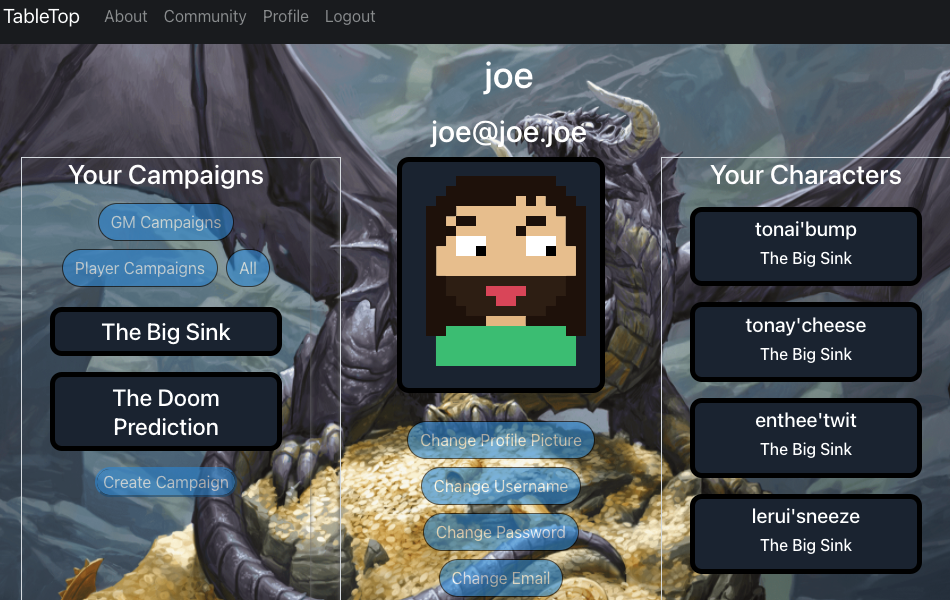 TableTop About Community Profile Logout
joe
joe@joe.joe
Your Campaigns
GM Campaigns
Player Campaigns All
The Big Sink
The Doom
Prediction
Create Campaign
Change Profile Picture
Change Username
Change Password
Change Email
Your Characters
tonai'bump
The Big Sink
tonay'cheese
The Big Sink
enthee'twit
The Big Sink
lerui'sneeze
The Big Sink